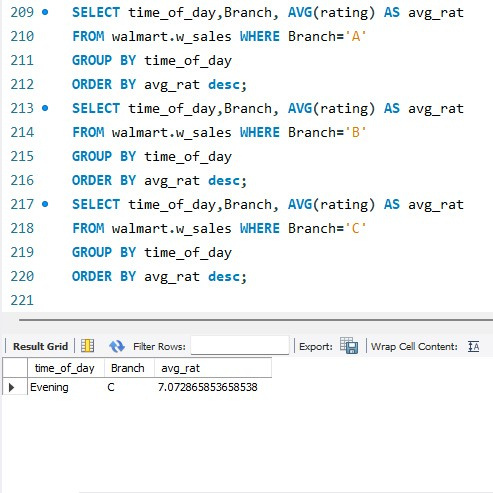 209 SELECT time_of_day,Branch, AVG(rating) AS avg_rat
210 FROM walmart.w_sales WHERE Branch='A'
211 GROUP BY time_of_day
212 ORDER BY avg_rat desc;
213 SELECT time_of_day,Branch, AVG(rating) AS avg_rat
214 FROM walmart.w_sales WHERE Branch='B'
215 GROUP BY time_of_day
216 ORDER BY avg_rat desc;
217 SELECT time_of_day,Branch, AVG(rating) AS avg_rat
218 FROM walmart.w_sales WHERE Branch='C'
219 GROUP BY time_of_day
220 ORDER BY avg_rat desc;
221
Result Grid Filter Rows: Export: Wrap Cell Content: IA
time_of_day Branch avg_rat
Evening C 7.072865853658538